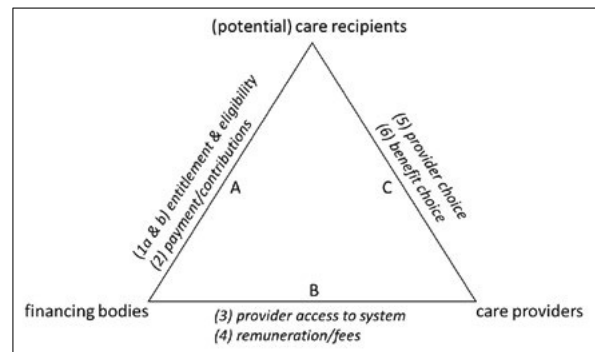 (potential) care recipients
(1a & b) entitlement & eligibility
(2) payment/contributions
A
C
(5) provider choice
(6) benefit choice
B
financing bodies
care providers
(3) provider access to system
(4) remuneration/fees